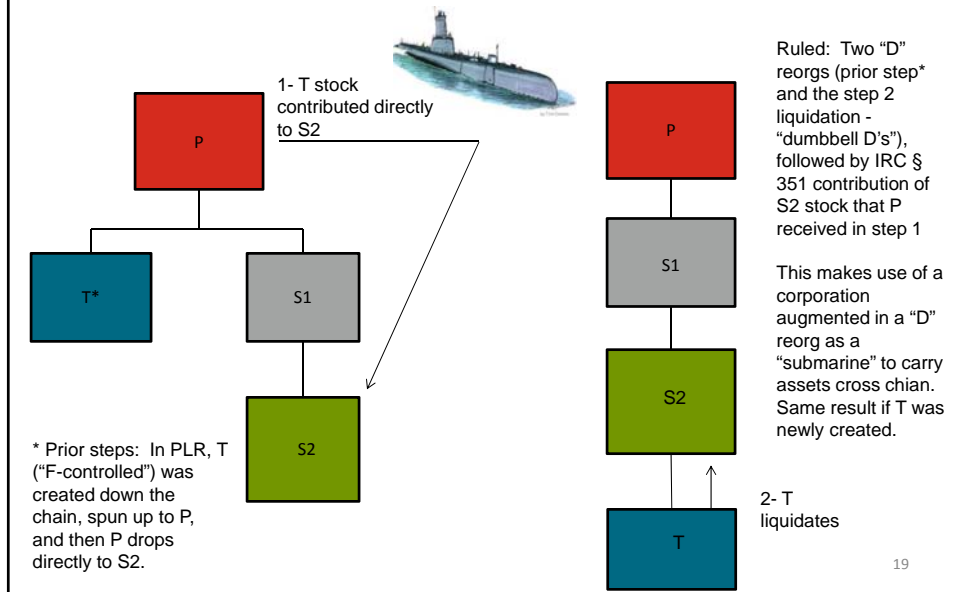 1- T stock
contributed directly
to S2
P
T*
S1
S2
* Prior steps: In PLR, T
("F-controlled") was
created down the
chain, spun up to P,
and then P drops
directly to S2.
P
S1
S2
T
2- T
liquidates
Ruled: Two “D”
reorgs (prior step*
and the step 2
liquidation -
“dumbbell D’s”),
followed by IRC §
351 contribution of
S2 stock that P
received in step 1
This makes use of a
corporation
augmented in a “D”
reorg as a
“submarine” to carry
assets cross chian.
Same result if T was
newly created.
19